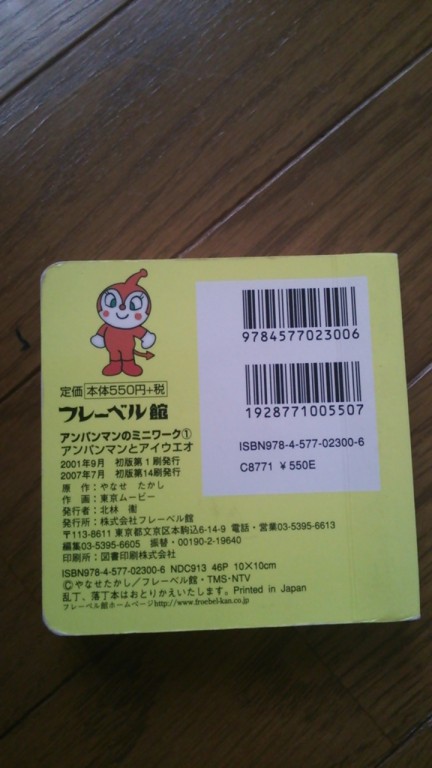 9784577023006
1928771005507
ISBN978-4-577-02300-6
C8771 ¥550E
定価 本体550円+税
フレーベル館
アンパンマンのミニワーク①
アンパンマンとアイウエオ
2001年9月 初版第1刷発行
2007年7月 初版第14刷発行
原 作:やなせ たかし
作 画:東京ムービー
発行者:北林 衞
発行所:株式会社フレーベル館
〒113-8611 東京都文京区本駒込6-14-9 電話・営業03-5395-6613
編集03-5395-6605 振替・00190-2-19640
印刷所:図書印刷株式会社
ISBN978-4-577-02300-6 NDC913 46P 10×10cm
©やなせたかし/フレーベル館・TMS・NTV
乱丁、落丁本はおとりかえいたします。Printed in Japan
フレーベル館ホームページhttp://www.froebel-kan.co.jp